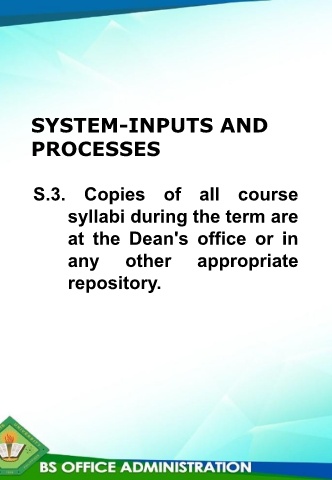 SYSTEM-INPUTS AND
PROCESSES
S.3. Copies of all course
syllabi during the term are
at the Dean's office or in
any other appropriate
repository.
BS OFFICE ADMINISTRATION